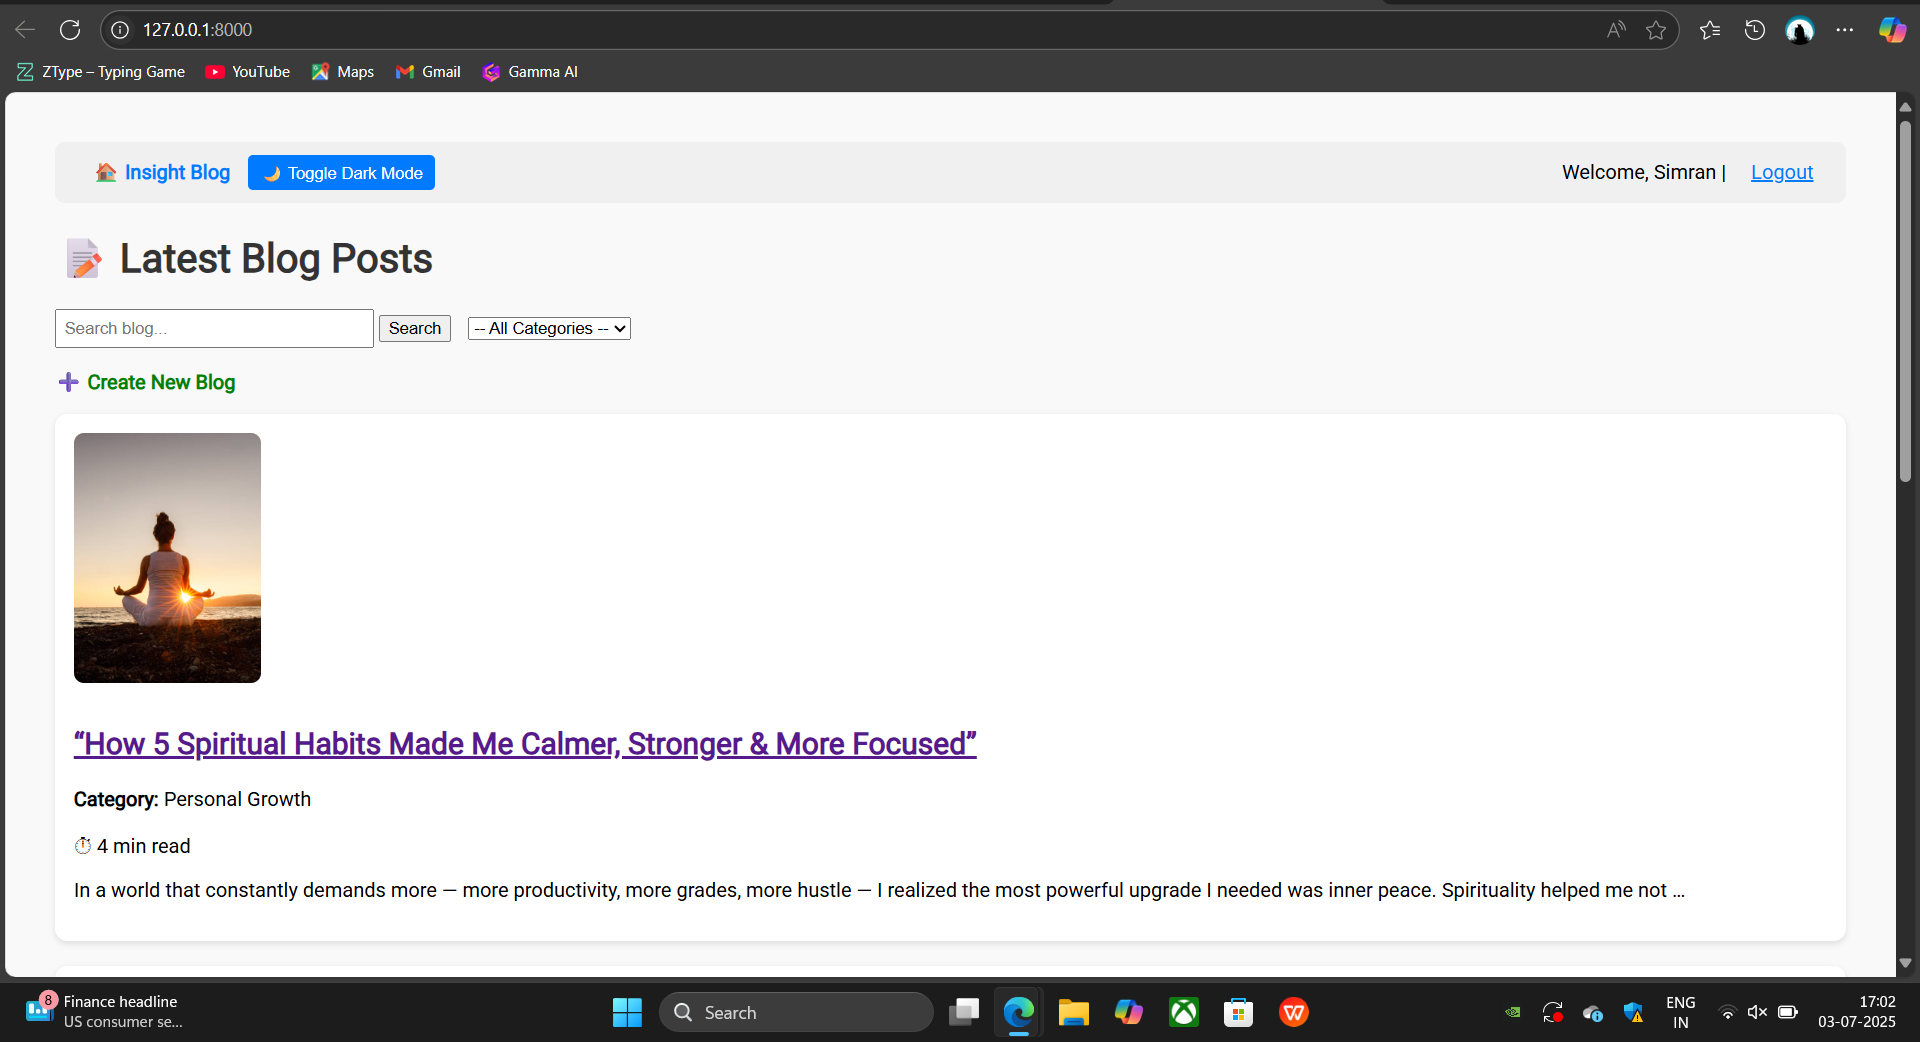 127.0.0.1:8000
ZType – Typing Game
YouTube
Maps
Gmail
Gamma AI
Insight Blog
Toggle Dark Mode
Welcome, Simran |
Logout
Latest Blog Posts
Search blog...
Search
-- All Categories --
Create New Blog
“How 5 Spiritual Habits Made Me Calmer, Stronger & More Focused”
Category: Personal Growth
4 min read
In a world that constantly demands more — more productivity, more grades, more hustle — I realized the most powerful upgrade I needed was inner peace. Spirituality helped me not …
8
Finance headline
US consumer se...
Search
ENG
IN
17:02
03-07-2025